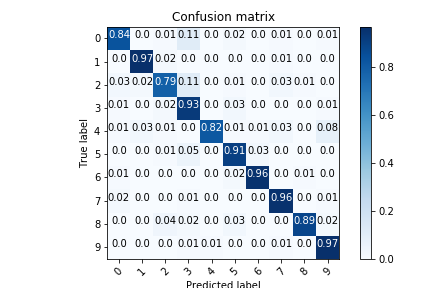 Confusion matrix
0 0.84 0.0 0.01 0.11 0.0 0.02 0.0 0.01 0.0 0.01
1 0.0 0.97 0.02 0.0 0.0 0.0 0.0 0.01 0.0 0.0
2 0.03 0.02 0.79 0.11 0.0 0.01 0.0 0.03 0.01 0.0
3 0.01 0.0 0.02 0.93 0.0 0.03 0.0 0.0 0.0 0.01
4 0.01 0.03 0.01 0.0 0.82 0.01 0.01 0.03 0.0 0.08
5 0.0 0.0 0.01 0.05 0.0 0.91 0.03 0.0 0.0 0.0
6 0.01 0.0 0.0 0.0 0.0 0.02 0.96 0.0 0.01 0.0
7 0.02 0.0 0.01 0.0 0.0 0.0 0.0 0.96 0.0 0.01
8 0.0 0.0 0.04 0.02 0.0 0.03 0.0 0.01 0.89 0.02
9 0.0 0.0 0.0 0.01 0.01 0.0 0.0 0.01 0.0 0.97
0 1 2 3 4 5 6 7 8 9
True label
Predicted label
0.8
0.6
0.4
0.2
0.0